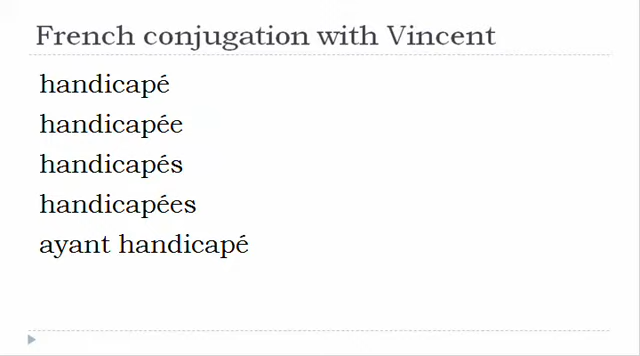 French conjugation with Vincent
handicapé
handicapée
handicapés
handicapées
ayant handicapé